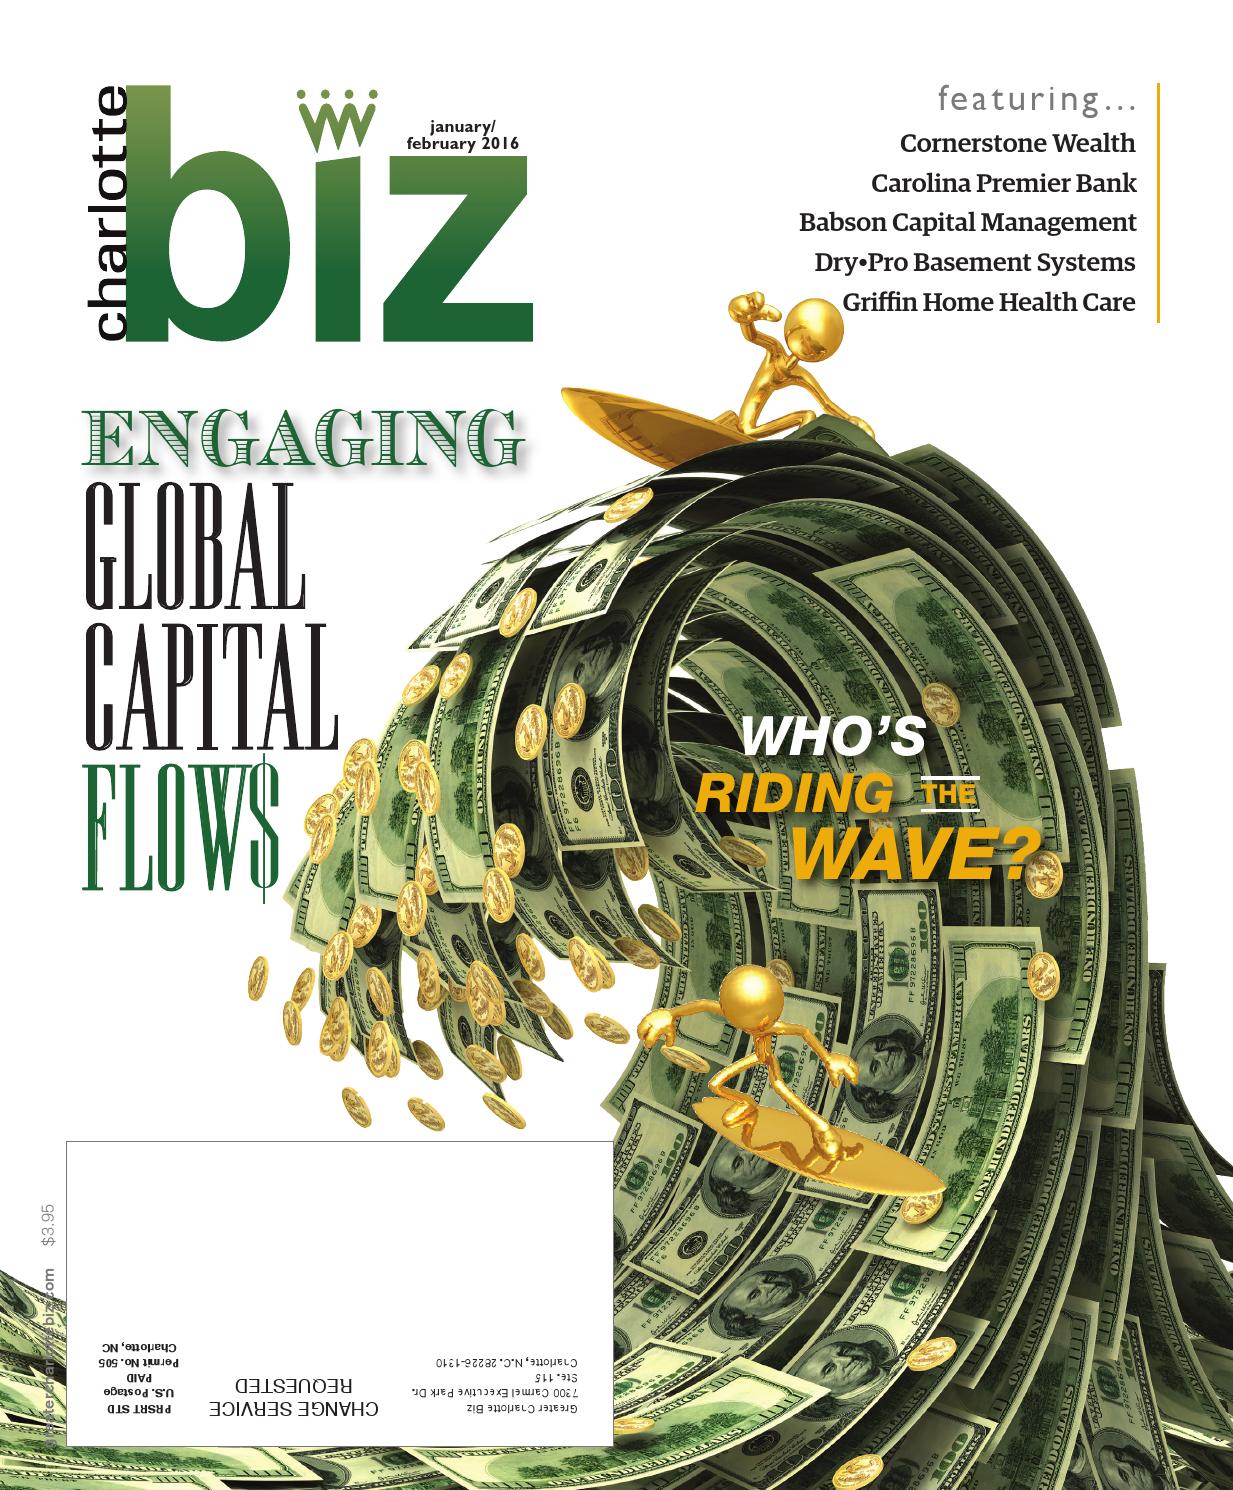 charlotte
biz
january/
february 2016
featuring...
Cornerstone Wealth
Carolina Premier Bank
Babson Capital Management
Dry•Pro Basement Systems
Griffin Home Health Care
ENGAGING
GLOBAL
CAPITAL
FLOW$
WHO'S
RIDING THE
WAVE?
$3.95
Greater Charlotte Biz
7300 Carmel Executive Park Dr.
Ste. 115
Charlotte, N.C. 28226-1310
CHANGE SERVICE
REQUESTED
PRSRT STD
U.S. Postage
PAID
Permit No. 505
Charlotte, NC